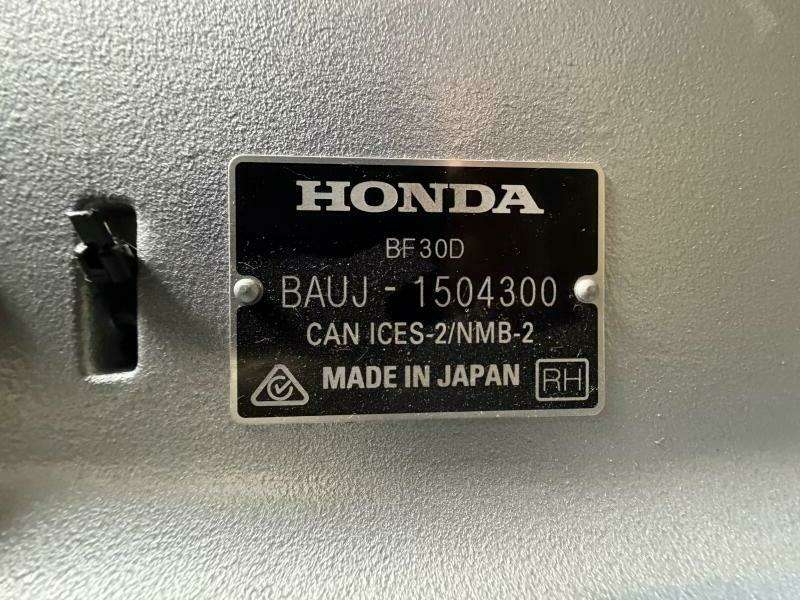 HONDA
BF30D
BAUJ - 1504300
CAN ICES-2/NMB-2
MADE IN JAPAN
RH